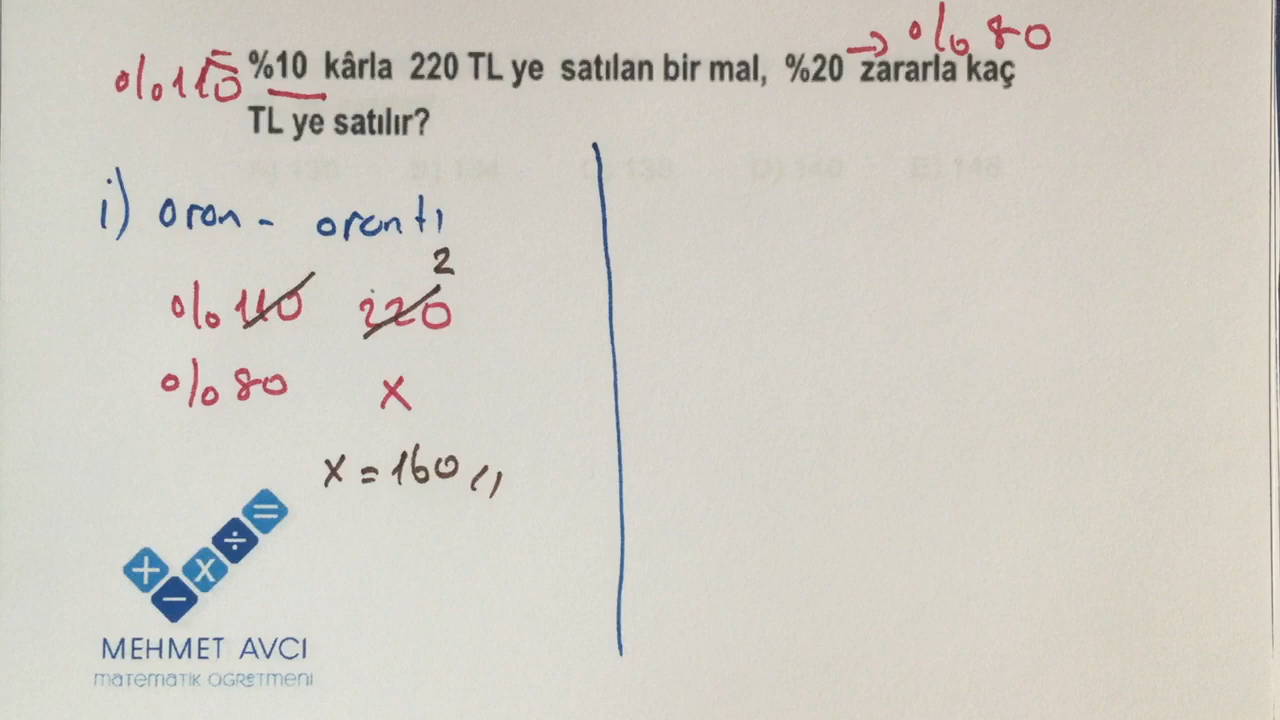 → %80
%110 %10 kârla 220 TL ye satılan bir mal, %20 zararla kaç
TL ye satılır?
i) oran - orantı
2
%110 220
%80 x
x = 160 //
MEHMET AVCI
matematik öğretmeni